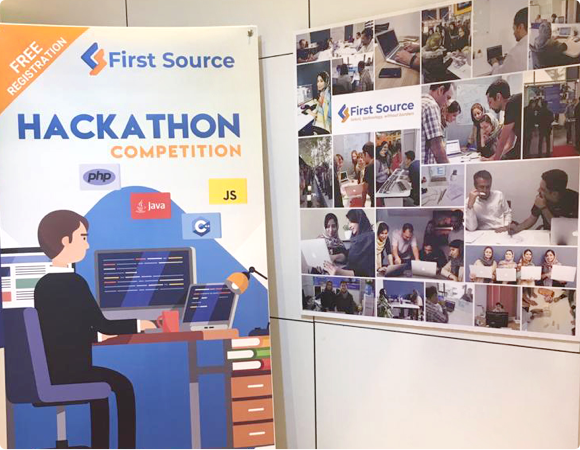 FREE
REGISTRATION
First Source
HACKATHON
COMPETITION
php
Java
JS
C++
First Source